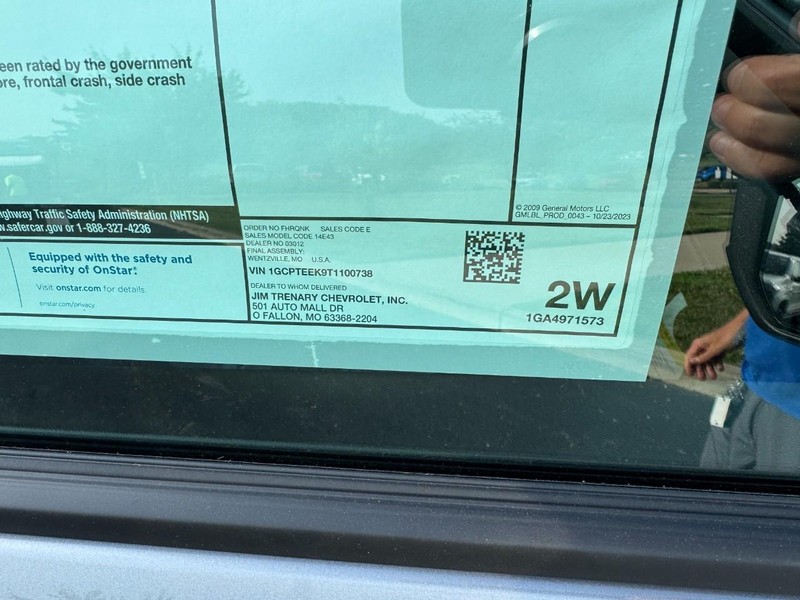 een rated by the government
ore, frontal crash, side crash
ighway Traffic Safety Administration (NHTSA)
w.safercar.gov or 1-888-327-4236
Equipped with the safety and
security of OnStar.
Visit onstar.com for details.
onstar.com/privacy
© 2009 General Motors LLC
GMLBL_PROD_0043 – 10/23/2023
ORDER NO FHRQNK SALES CODE E
SALES MODEL CODE 14E43
DEALER NO 03012
FINAL ASSEMBLY:
WENTZVILLE, MO U.S.A.
VIN 1GCPTEEK9T1100738
DEALER TO WHOM DELIVERED
JIM TRENARY CHEVROLET, INC.
501 AUTO MALL DR
O FALLON, MO 63368-2204
2W
1GA4971573